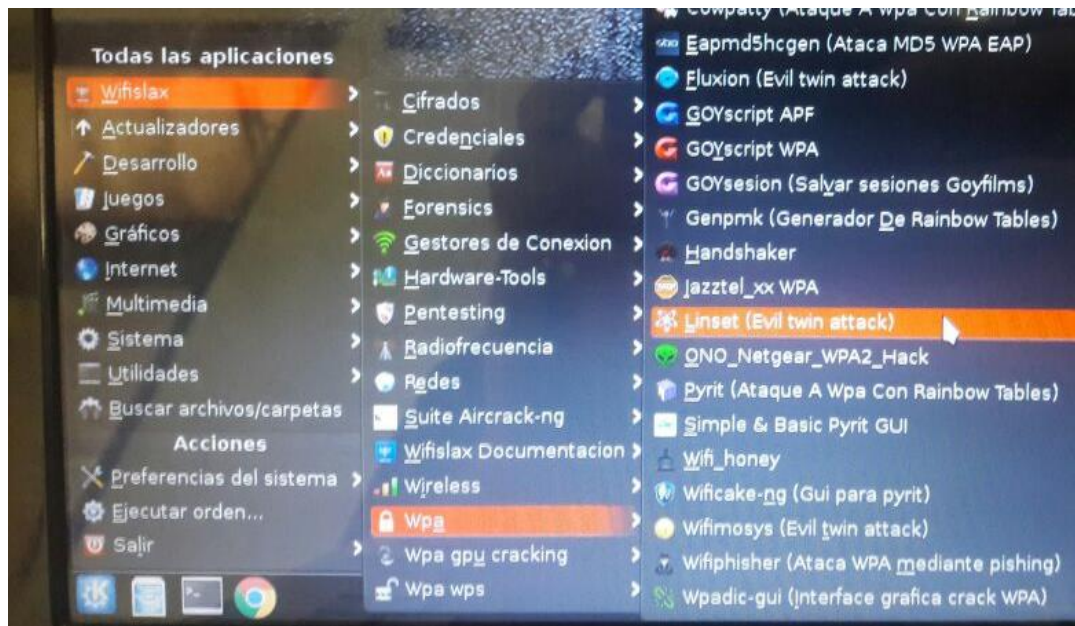 Todas las aplicaciones
Wifislax
Actualizadores
Desarrollo
Juegos
Gráficos
Internet
Multimedia
Sistema
Utilidades
Buscar archivos/carpetas
Acciones
Preferencias del sistema
Ejecutar orden...
Salir
Cifrados
Credenciales
Diccionarios
Forensics
Gestores de Conexion
Hardware-Tools
Pentesting
Radiofrecuencia
Redes
Suite Aircrack-ng
Wifislax Documentacion
Wireless
Wpa
Wpa gpu cracking
Wpa wps
Cowpatty (Ataque A Wpa Con Rainbow
Eapmd5hcgen (Ataca MD5 WPA EAP)
Fluxion (Evil twin attack)
GOYscript APF
GOYscript WPA
GOYsesion (Salvar sesiones Goyfilms)
Genpmk (Generador De Rainbow Tables)
Handshaker
Jazztel_xx WPA
Linset (Evil twin attack)
ONO_Netgear_WPA2_Hack
Pyrit (Ataque A Wpa Con Rainbow Tables)
Simple & Basic Pyrit GUI
Wifi_honey
Wificake-ng (Gui para pyrit)
Wifimosys (Evil twin attack)
Wifiphisher (Ataca WPA mediante pishing)
Wpadic-gui (Interface grafica crack WPA)